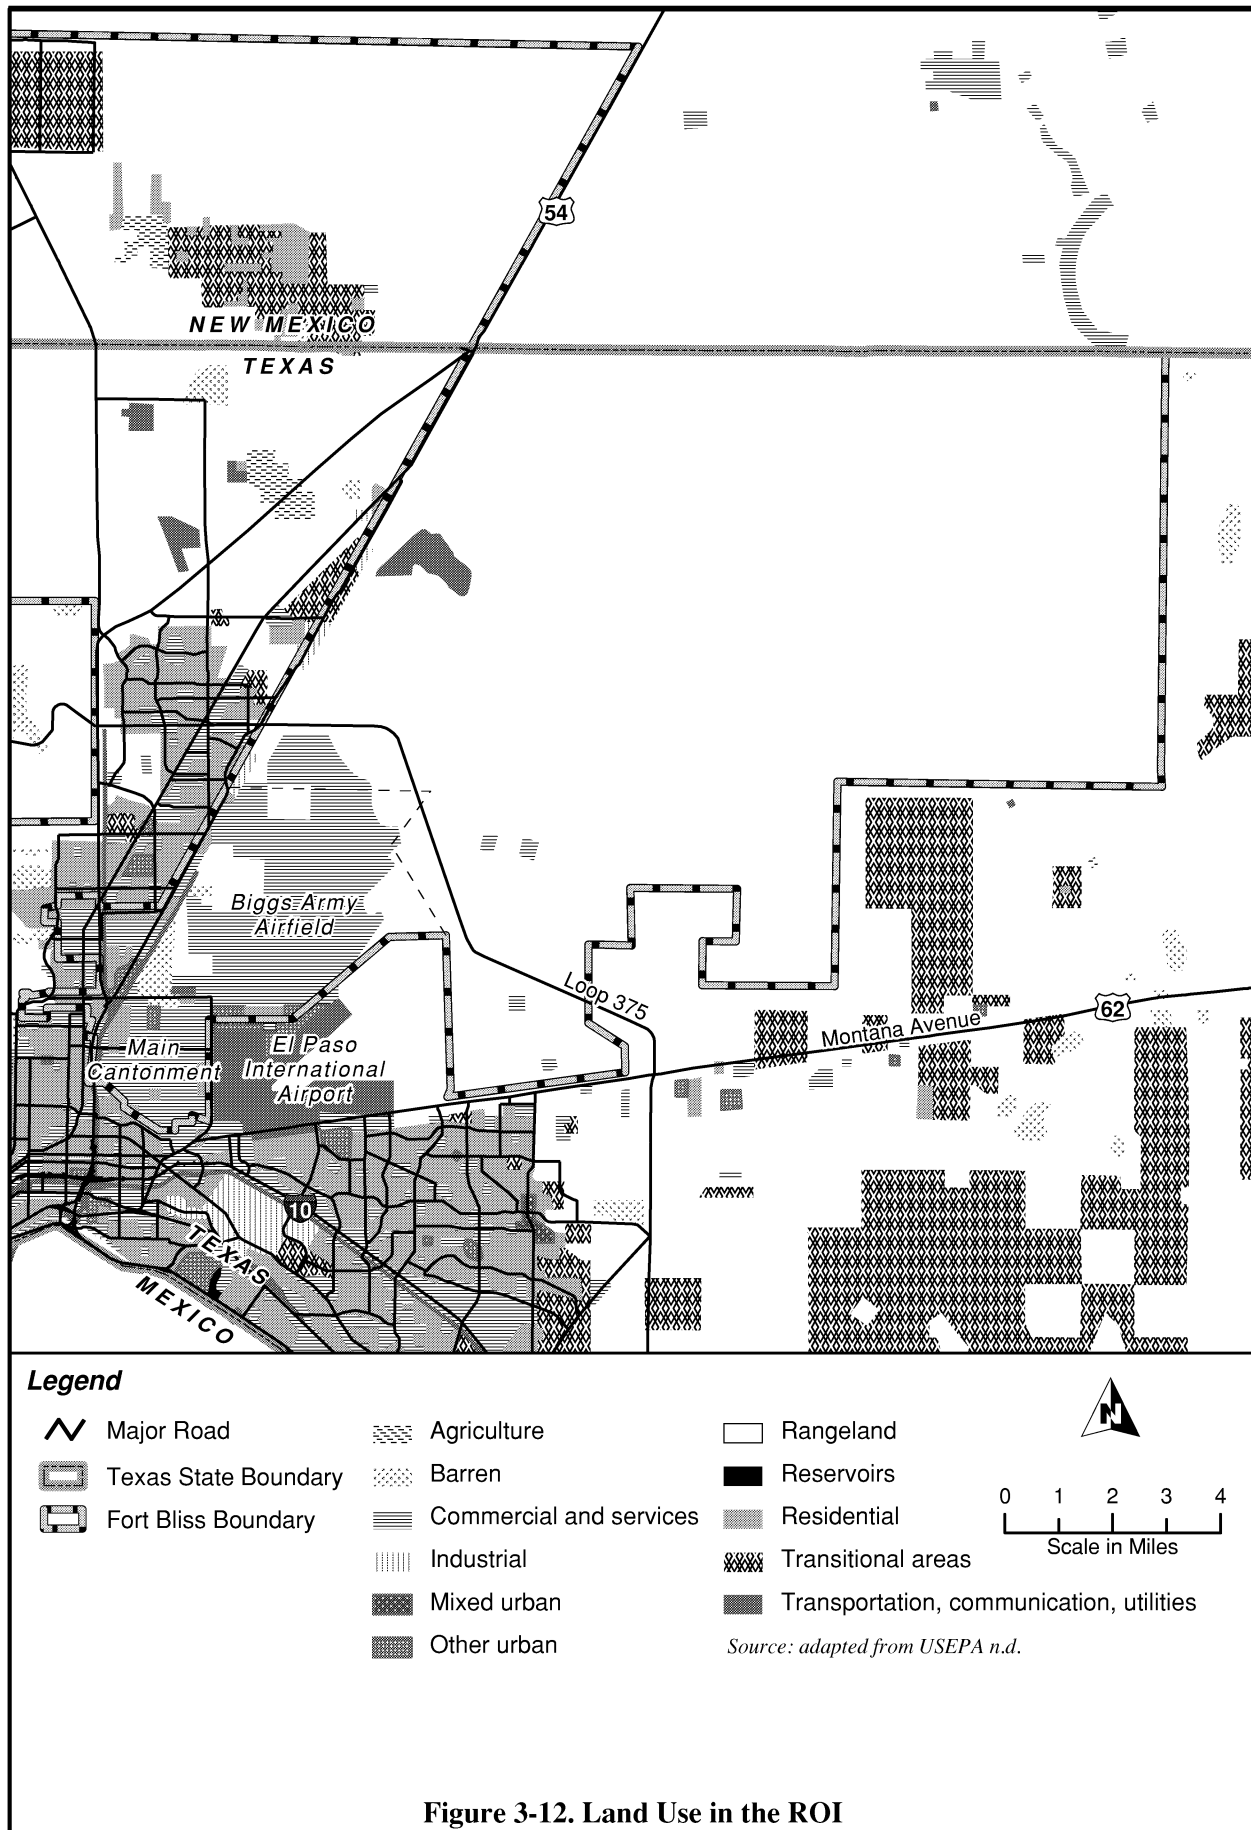 54
NEW MEXICO
TEXAS
Biggs Army
Airfield
Loop 375
62
Montana Avenue
Main
Cantonment
El Paso
International
Airport
10
TEXAS
MEXICO
Legend
Major Road
Texas State Boundary
Fort Bliss Boundary
Agriculture
Barren
Commercial and services
Industrial
Mixed urban
Other urban
Rangeland
Reservoirs
Residential
Transitional areas
Transportation, communication, utilities
N
0 1 2 3 4
Scale in Miles
Source: adapted from USEPA n.d.
Figure 3-12. Land Use in the ROI